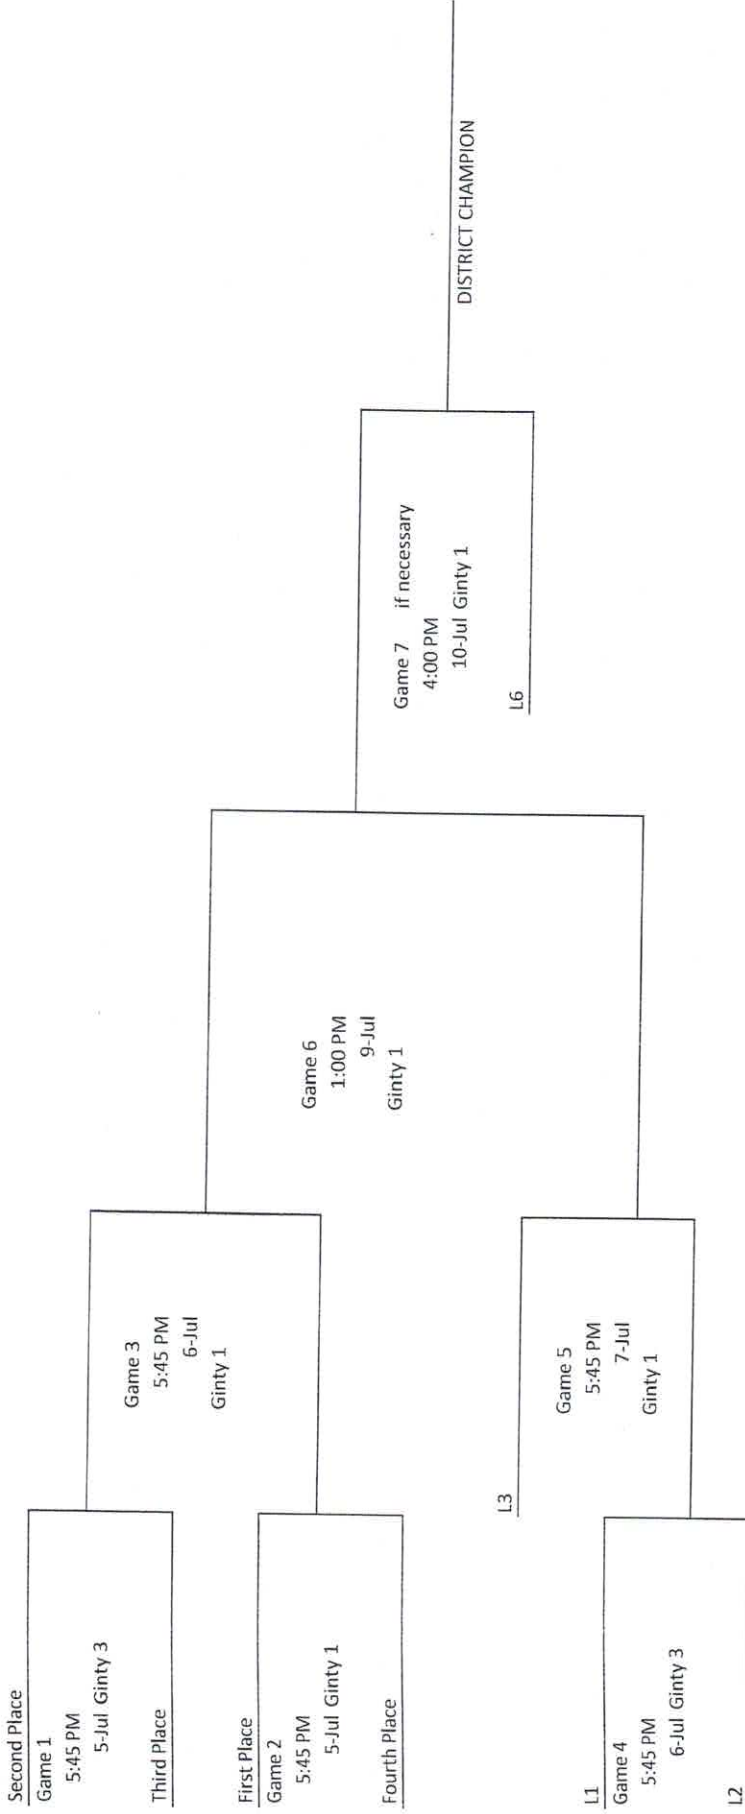 Second Place
Game 1
5:45 PM
5-Jul Ginty 3
Third Place
First Place
Game 2
5:45 PM
5-Jul Ginty 1
Fourth Place
L1
Game 4
5:45 PM
6-Jul Ginty 3
L2
Game 3
5:45 PM
6-Jul
Ginty 1
L3
Game 5
5:45 PM
7-Jul
Ginty 1
Game 6
1:00 PM
9-Jul
Ginty 1
Game 7 if necessary
4:00 PM
10-Jul Ginty 1
L6
DISTRICT CHAMPION